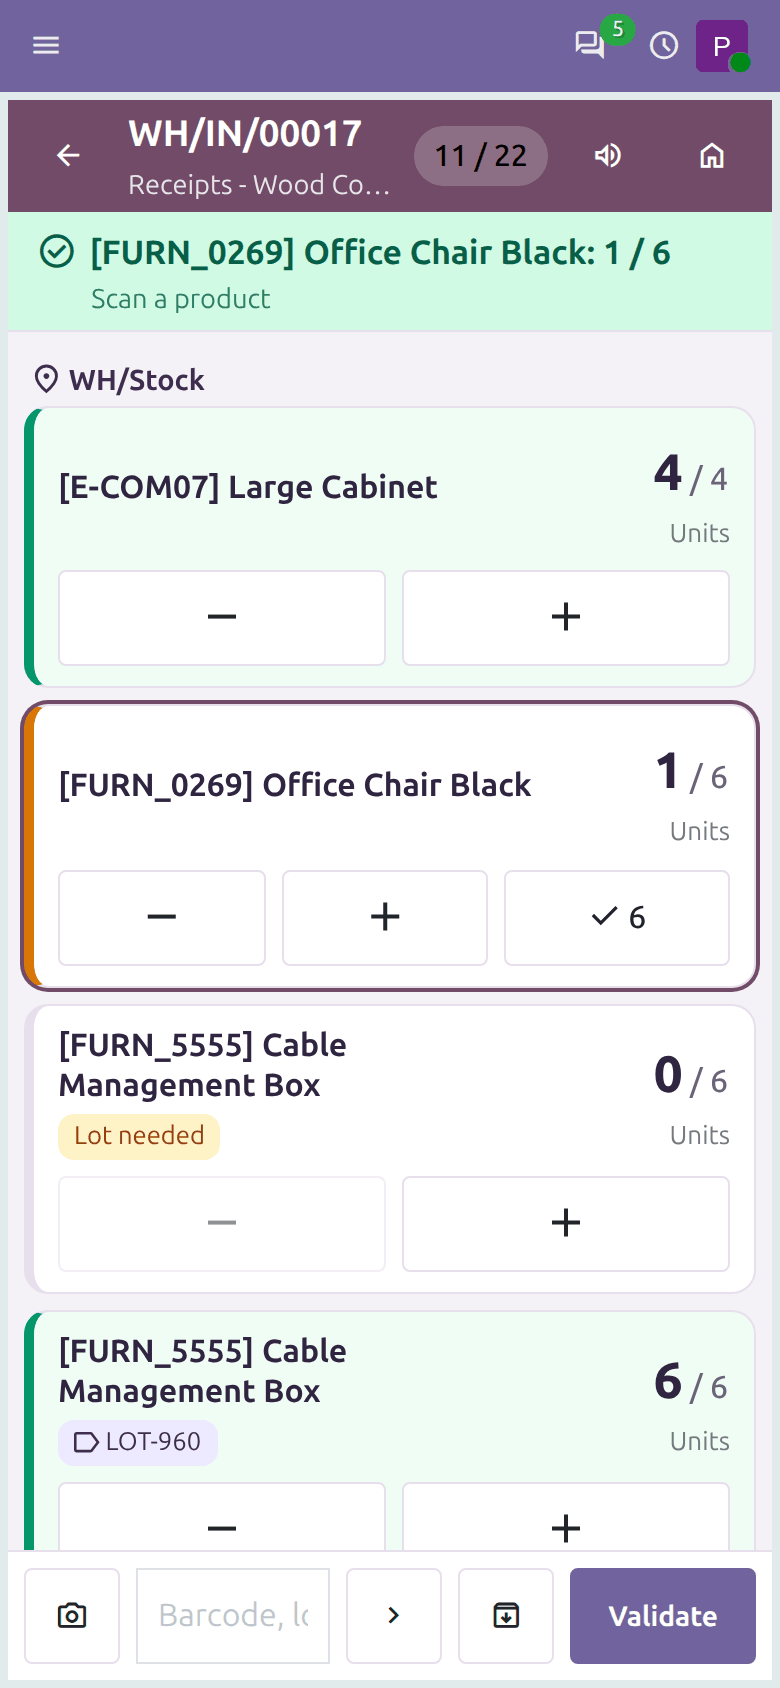 5
P
WH/IN/00017
Receipts - Wood Co...
11 / 22
[FURN_0269] Office Chair Black: 1 / 6
Scan a product
WH/Stock
[E-COM07] Large Cabinet
4 / 4
Units
[FURN_0269] Office Chair Black
1 / 6
Units
6
[FURN_5555] Cable
Management Box
0 / 6
Lot needed
Units
[FURN_5555] Cable
Management Box
6 / 6
LOT-960
Units
Barcode, lo
Validate